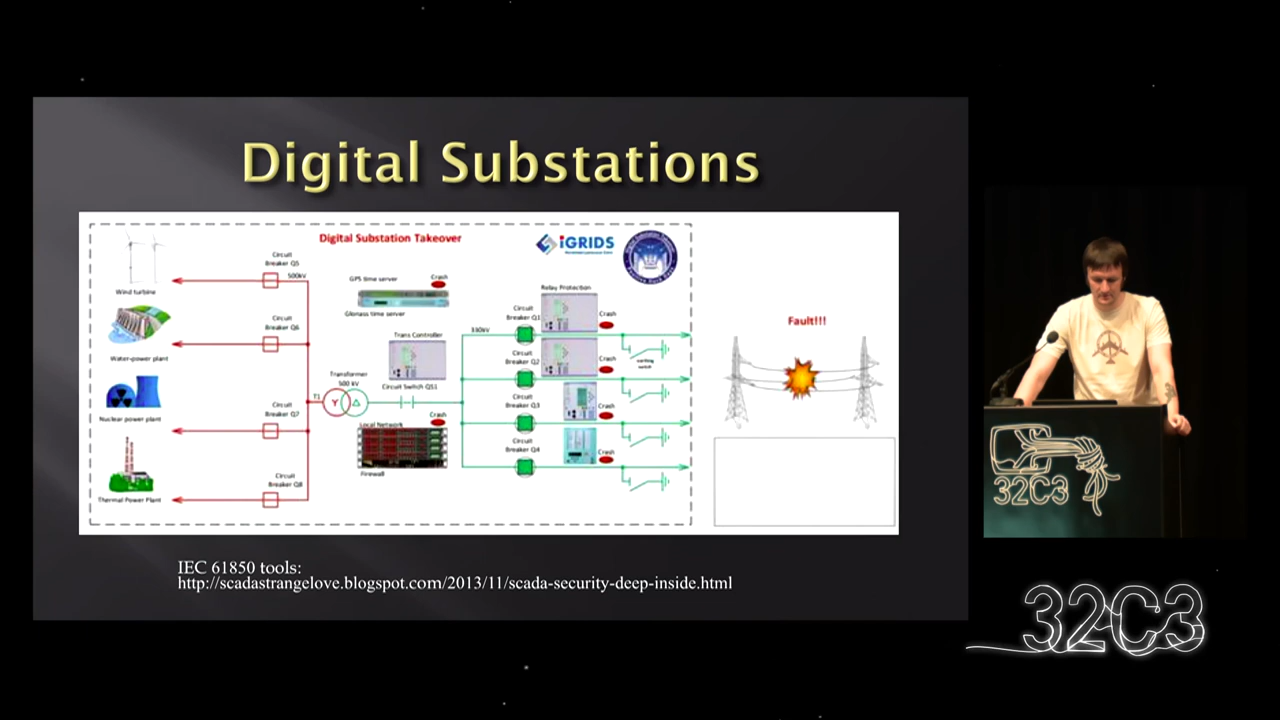 Digital Substations
Digital Substation Takeover
iGRIDS
Wind turbine
Circuit
Breaker Q5
500kV
Circuit
Breaker Q6
Water-power plant
Nuclear power plant
Circuit
Breaker Q7
Thermal Power Plant
Circuit
Breaker Q8
T1
Transformer
500 kV
GPS time server
Crash
Glonass time server
Trans Controller
Circuit Switch QS1
Crash
Local Network
Firewall
330kV
Relay Protection
Circuit
Breaker Q1
Crash
Circuit
Breaker Q2
Crash
earthing
switch
Circuit
Breaker Q3
Crash
Circuit
Breaker Q4
Crash
Fault!!!
IEC 61850 tools:
http://scadastrangelove.blogspot.com/2013/11/scada-security-deep-inside.html
32C3
32C3